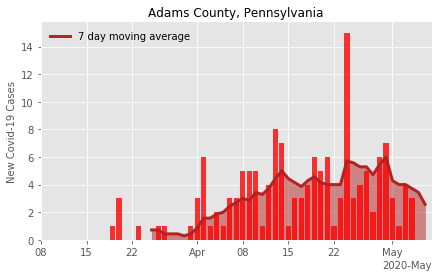 Adams County, Pennsylvania
7 day moving average
New Covid-19 Cases
14
12
10
8
6
4
2
0
08 15 22 Apr 08 15 22 May
2020-May